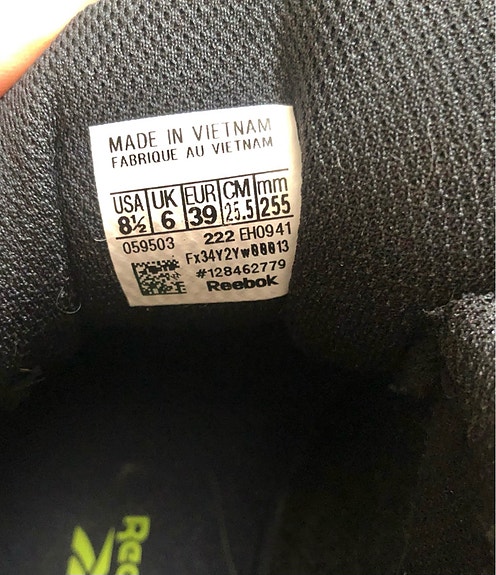 MADE IN VIETNAM
FABRIQUE AU VIETNAM
USA UK EUR CM mm
8½ 6 39 25.5 255
059503 222 EH0941
Fx34Y2Yw00013
#128462779
Reebok
Ree